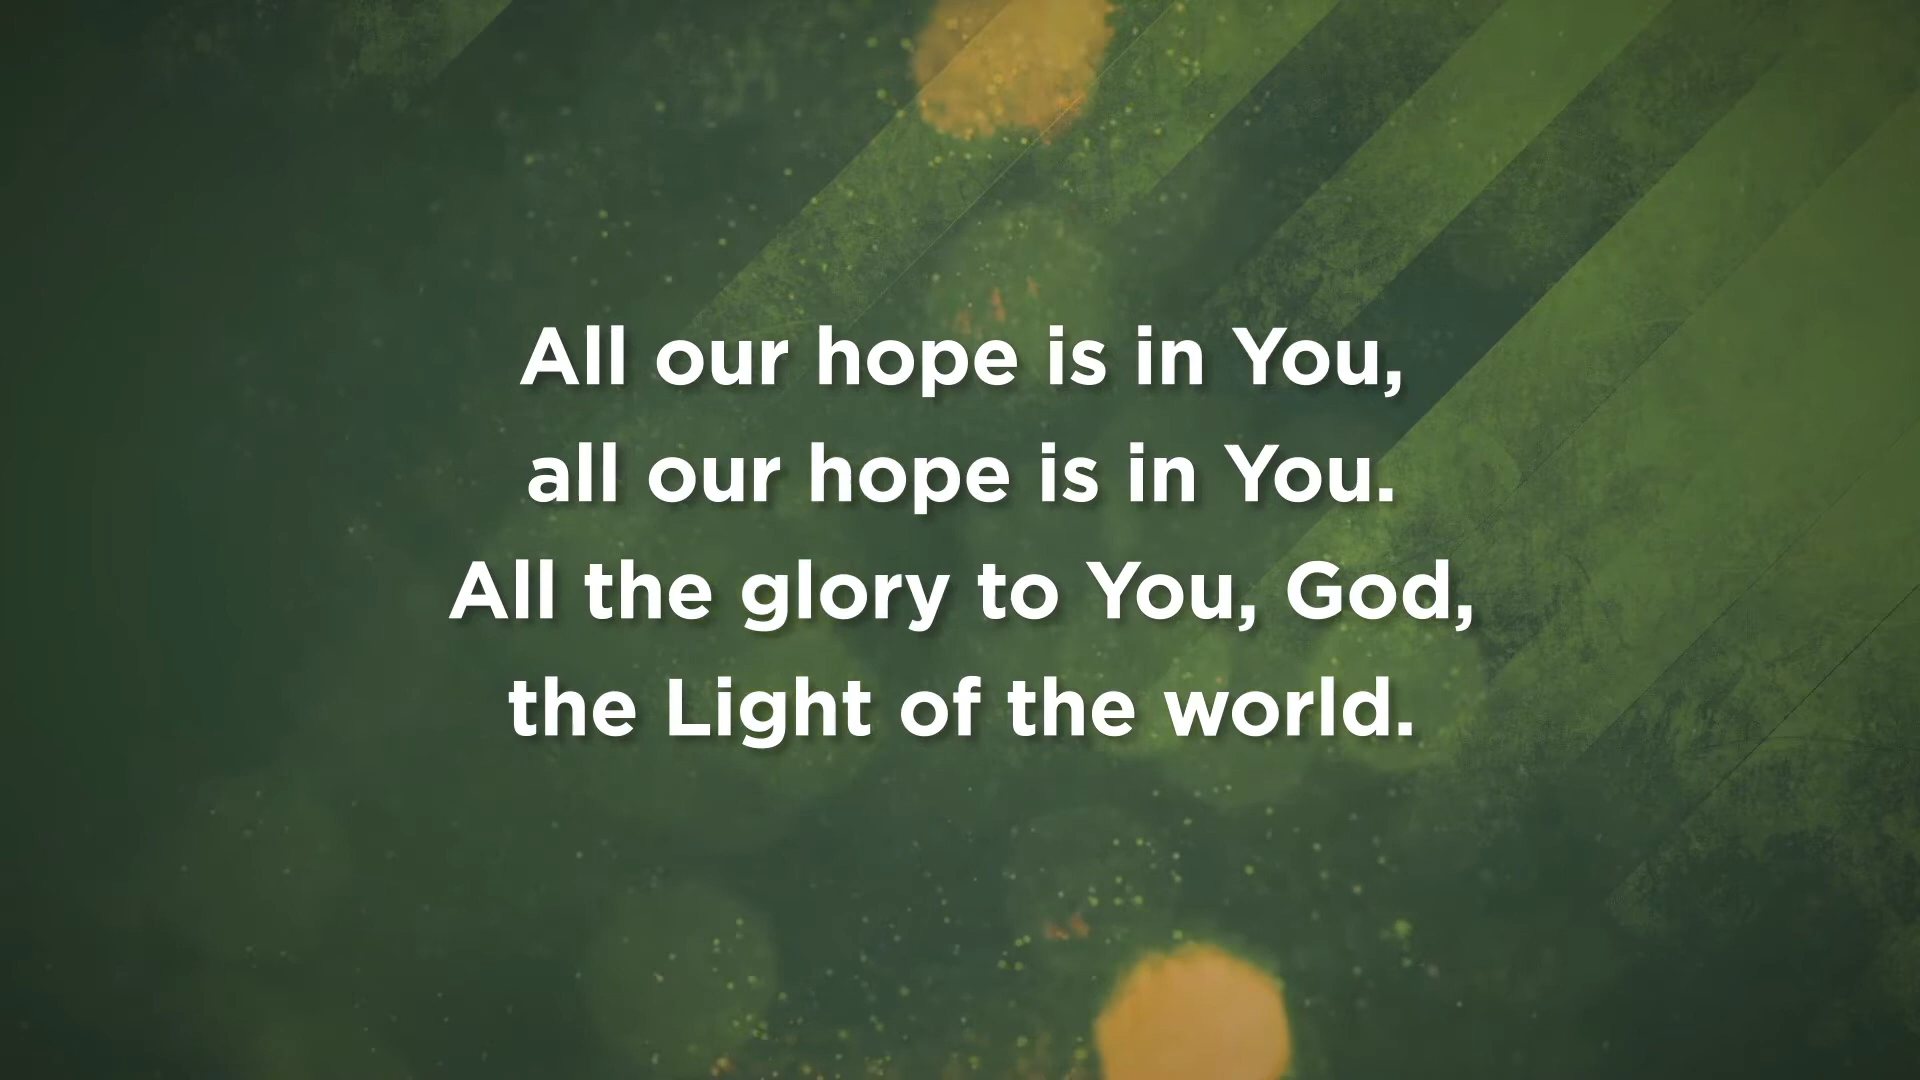 All our hope is in You,
all our hope is in You.
All the glory to You, God,
the Light of the world.